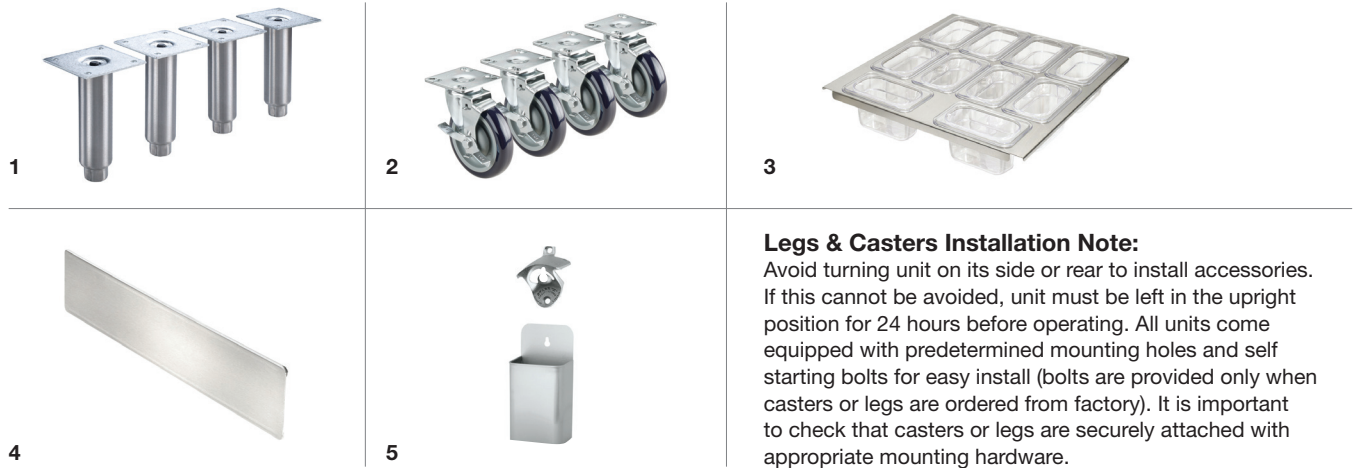 1
2
3
4
5
Legs & Casters Installation Note:
Avoid turning unit on its side or rear to install accessories.
If this cannot be avoided, unit must be left in the upright
position for 24 hours before operating. All units come
equipped with predetermined mounting holes and self
starting bolts for easy install (bolts are provided only when
casters or legs are ordered from factory). It is important
to check that casters or legs are securely attached with
appropriate mounting hardware.